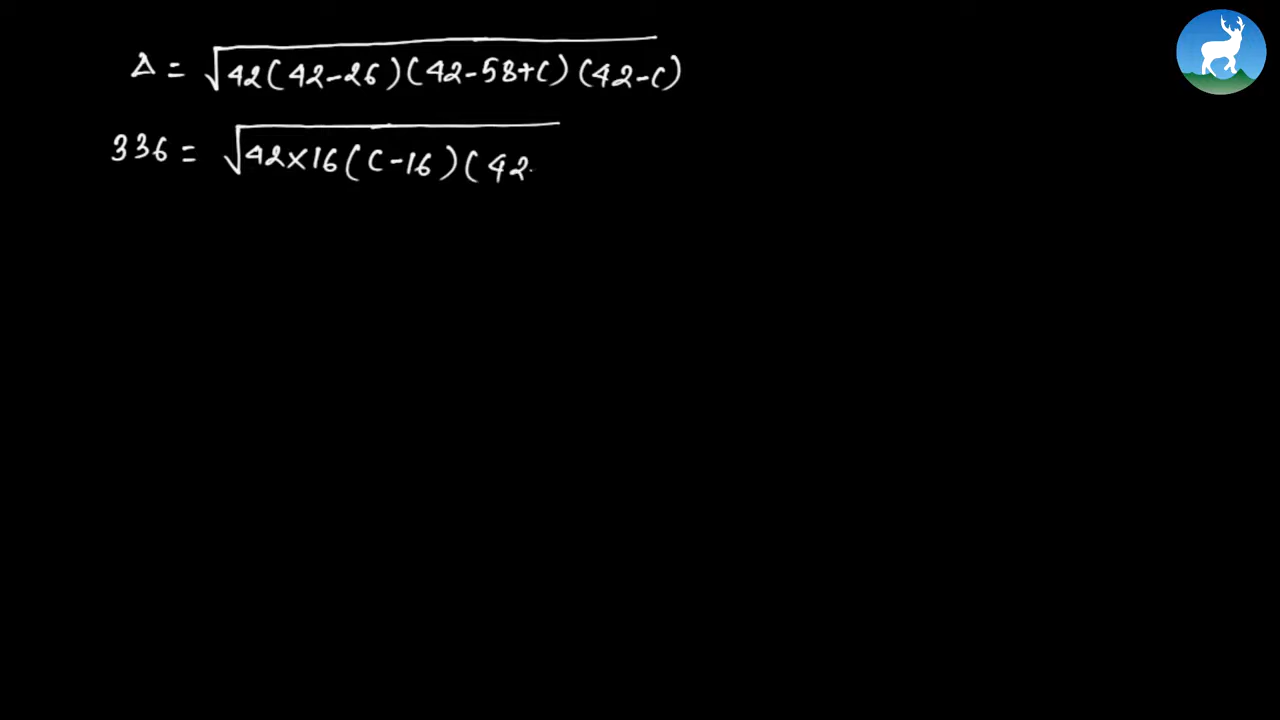 Δ = √42(42-26)(42-58+c)(42-c)
336 = √42×16(c-16)(42